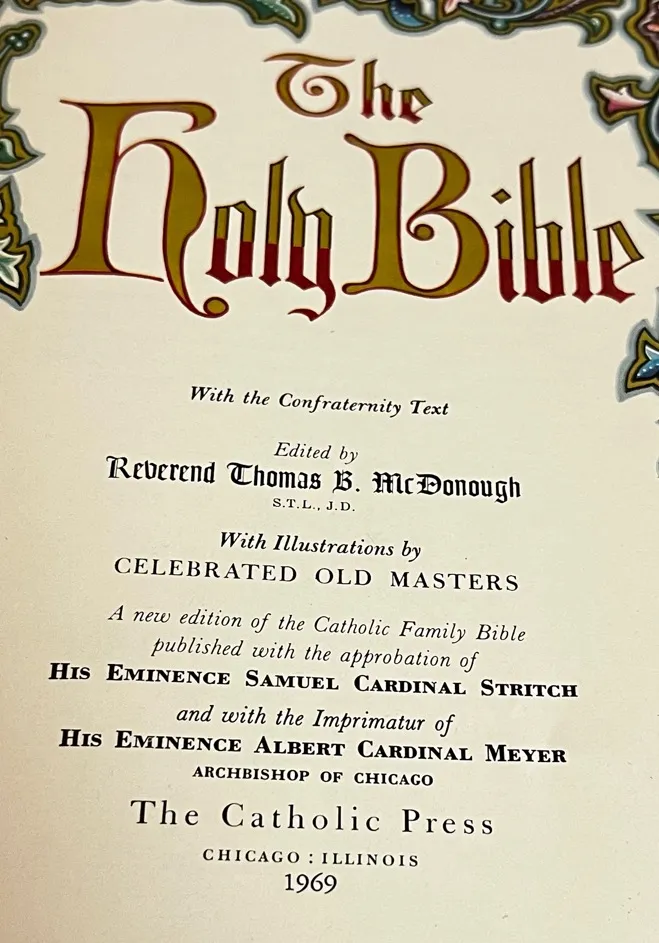 The
Holy Bible
With the Confraternity Text
Edited by
Reverend Thomas B. McDonough
S.T.L., J.D.
With Illustrations by
CELEBRATED OLD MASTERS
A new edition of the Catholic Family Bible
published with the approbation of
HIS EMINENCE SAMUEL CARDINAL STRITCH
and with the Imprimatur of
HIS EMINENCE ALBERT CARDINAL MEYER
ARCHBISHOP OF CHICAGO
The Catholic Press
CHICAGO : ILLINOIS
1969